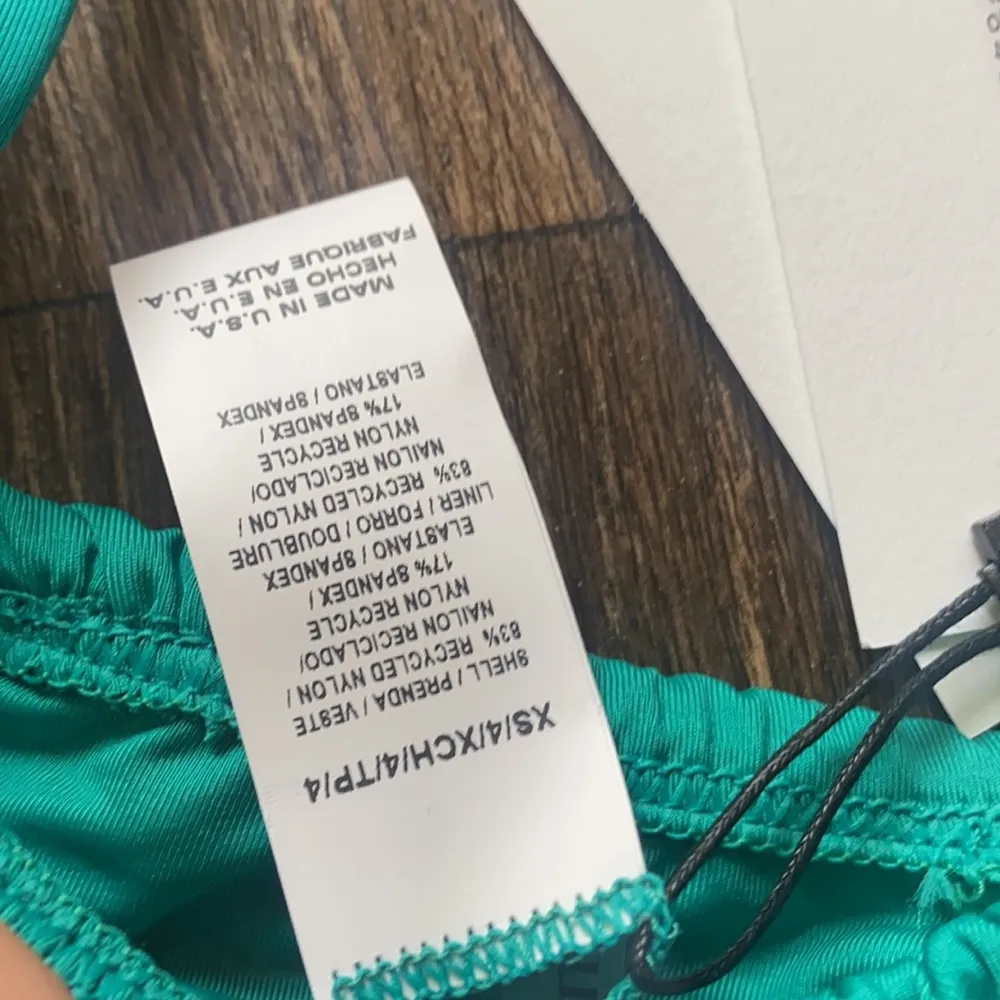 XS/4/XCH/4/TP/4
SHELL / PRENDA / VESTE
83% RECYCLED NYLON /
NAILON RECICLADO/
NYLON RECYCLE
17% SPANDEX /
ELASTANO / SPANDEX
LINER / FORRO / DOUBLURE
83% RECYCLED NYLON /
NAILON RECICLADO/
NYLON RECYCLE
17% SPANDEX /
ELASTANO / SPANDEX
MADE IN U.S.A.
HECHO EN E.U.A.
FABRIQUE AUX E.U.A.